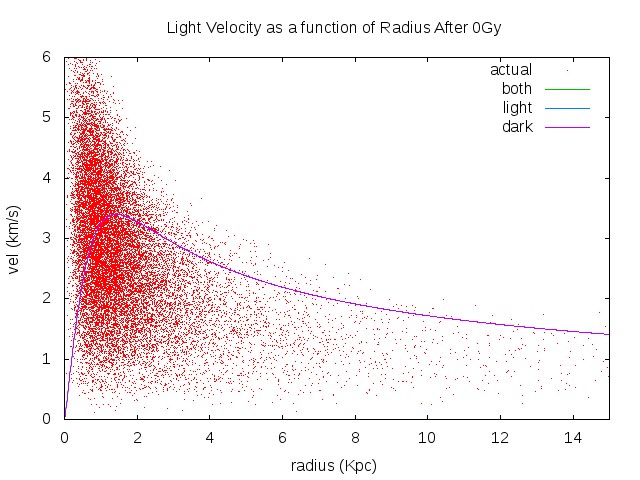 Light Velocity as a function of Radius After 0Gy
actual
both
light
dark
vel (km/s)
6
5
4
3
2
1
0
0 2 4 6 8 10 12 14
radius (Kpc)